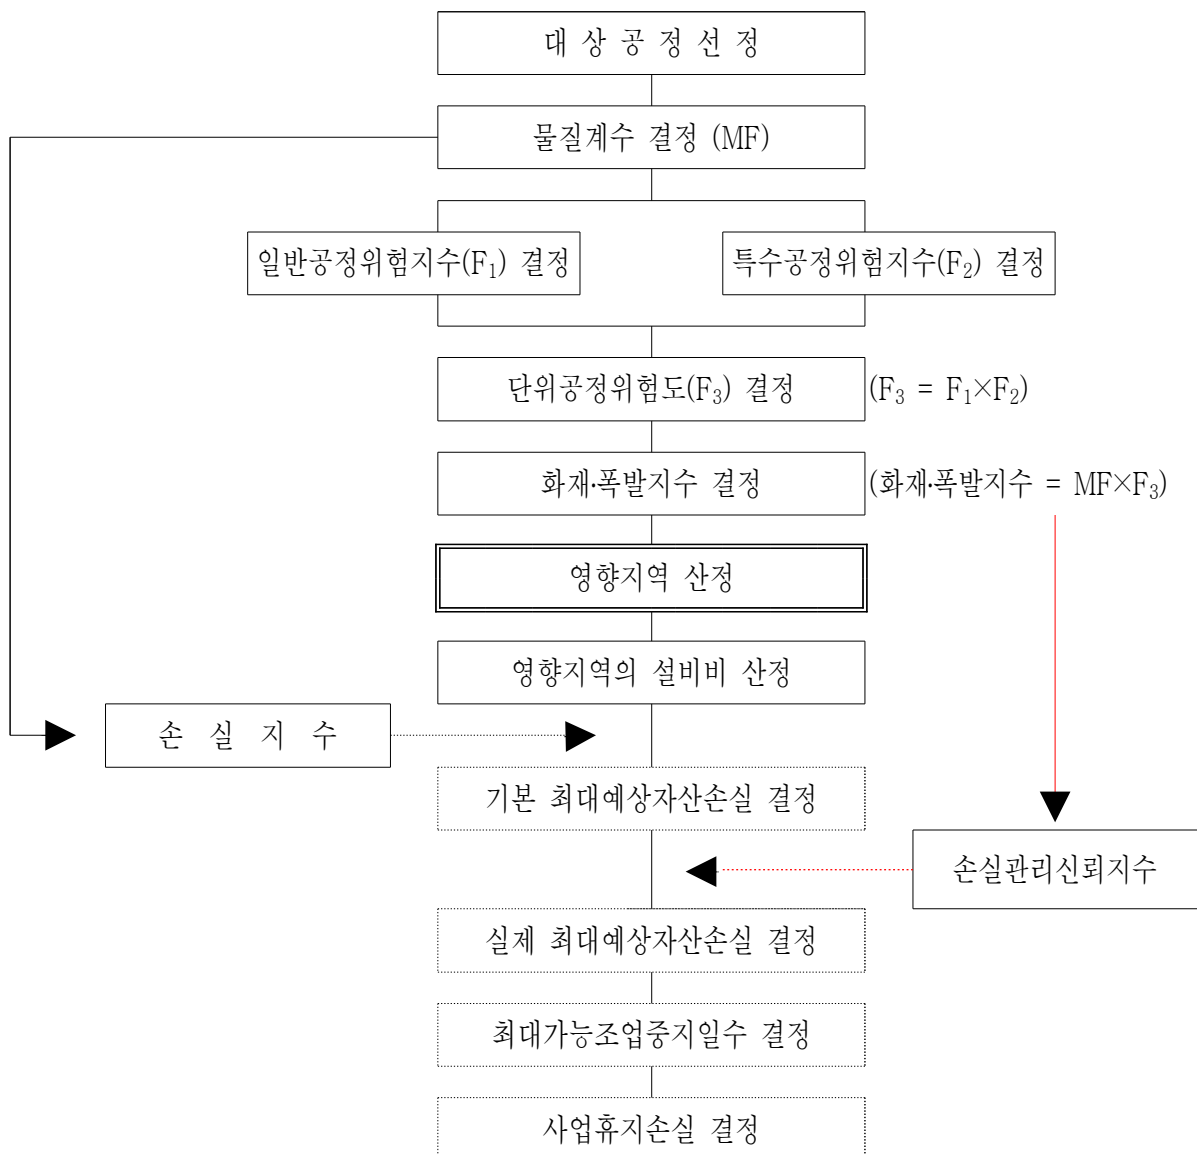 대 상 공 정 선 정
물질계수 결정 (MF)
일반공정위험지수(F₁) 결정
특수공정위험지수(F₂) 결정
단위공정위험도(F₃) 결정
(F₃ = F₁×F₂)
화재·폭발지수 결정
(화재·폭발지수 = MF×F₃)
영향지역 산정
영향지역의 설비비 산정
손 실 지 수
기본 최대예상자산손실 결정
손실관리신뢰지수
실제 최대예상자산손실 결정
최대가능조업중지일수 결정
사업휴지손실 결정